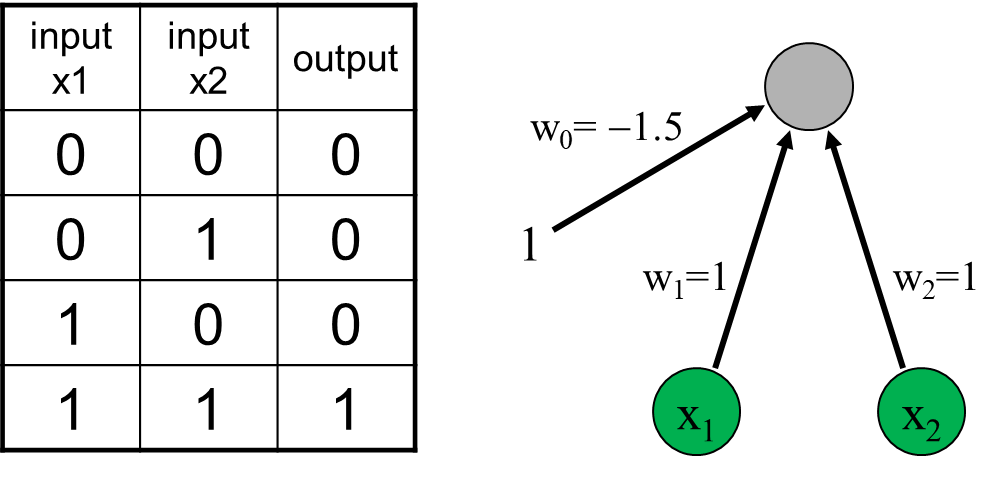 input x1 input x2 output
0 0 0
0 1 0
1 0 0
1 1 1
w₀= −1.5
1
w₁=1 w₂=1
x₁ x₂